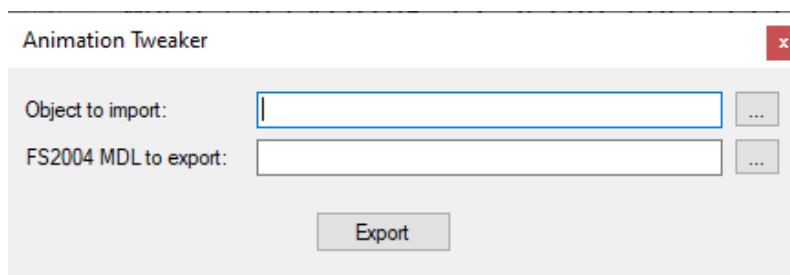 Animation Tweaker
x
Object to import:
...
FS2004 MDL to export:
...
Export